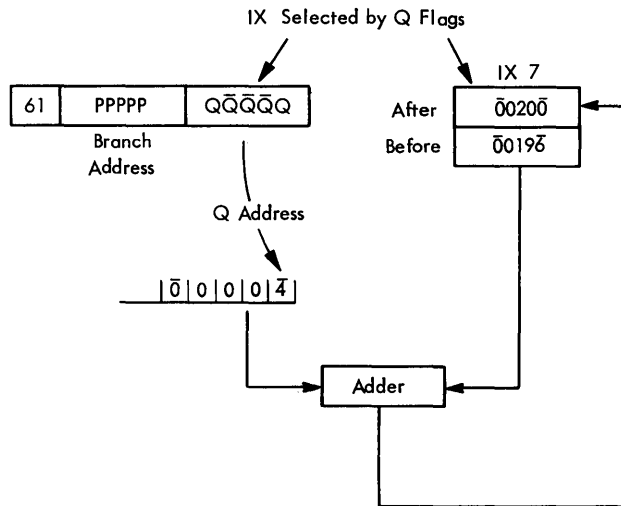 IX Selected by Q Flags
IX 7
61 PPPPP QQ̅Q̅Q̅Q
After 0̅0200̅
Before 0̅0196̅
Branch
Address
Q Address
0̅ 0 0 0 4̅
Adder